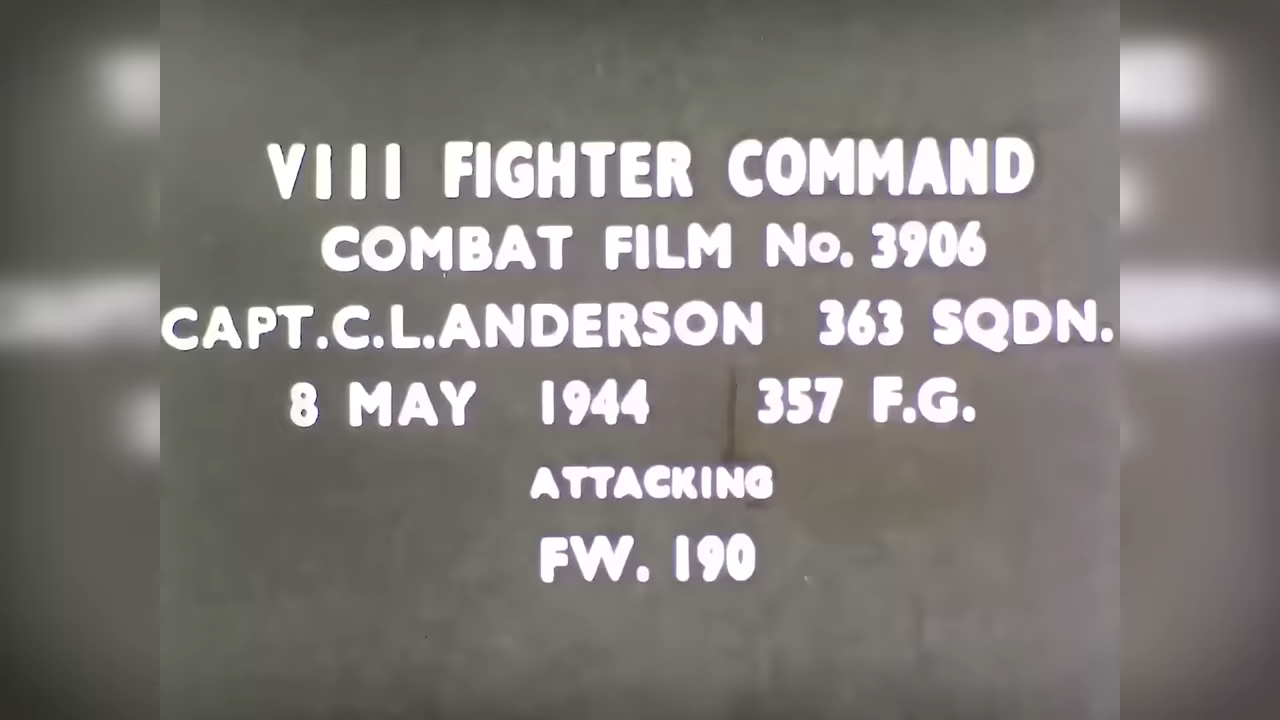 VIII FIGHTER COMMAND
COMBAT FILM No. 3906
CAPT.C.L.ANDERSON 363 SQDN.
8 MAY 1944 357 F.G.
ATTACKING
FW. 190